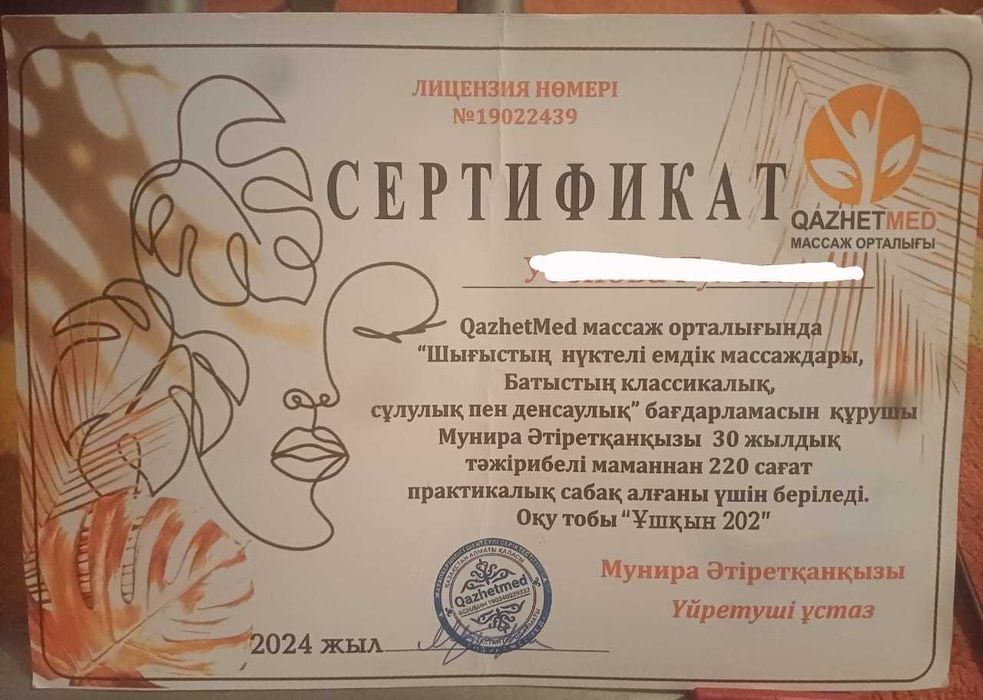 ЛИЦЕНЗИЯ НӨМЕРІ
№19022439
СЕРТИФИКАТ
QAZHETMED
МАССАЖ ОРТАЛЫҒЫ
QazhetMed массаж орталығында
“Шығыстың нүктелі емдік массаждары,
Батыстың классикалық,
сұлулық пен денсаулық” бағдарламасын құрушы
Мунира Әтіретқанқызы 30 жылдық
тәжірибелі маманнан 220 сағат
практикалық сабақ алғаны үшін беріледі.
Оқу тобы “Ұшқын 202”
Мунира Әтіретқанқызы
Үйретуші ұстаз
Qazhetmed
2024 жыл